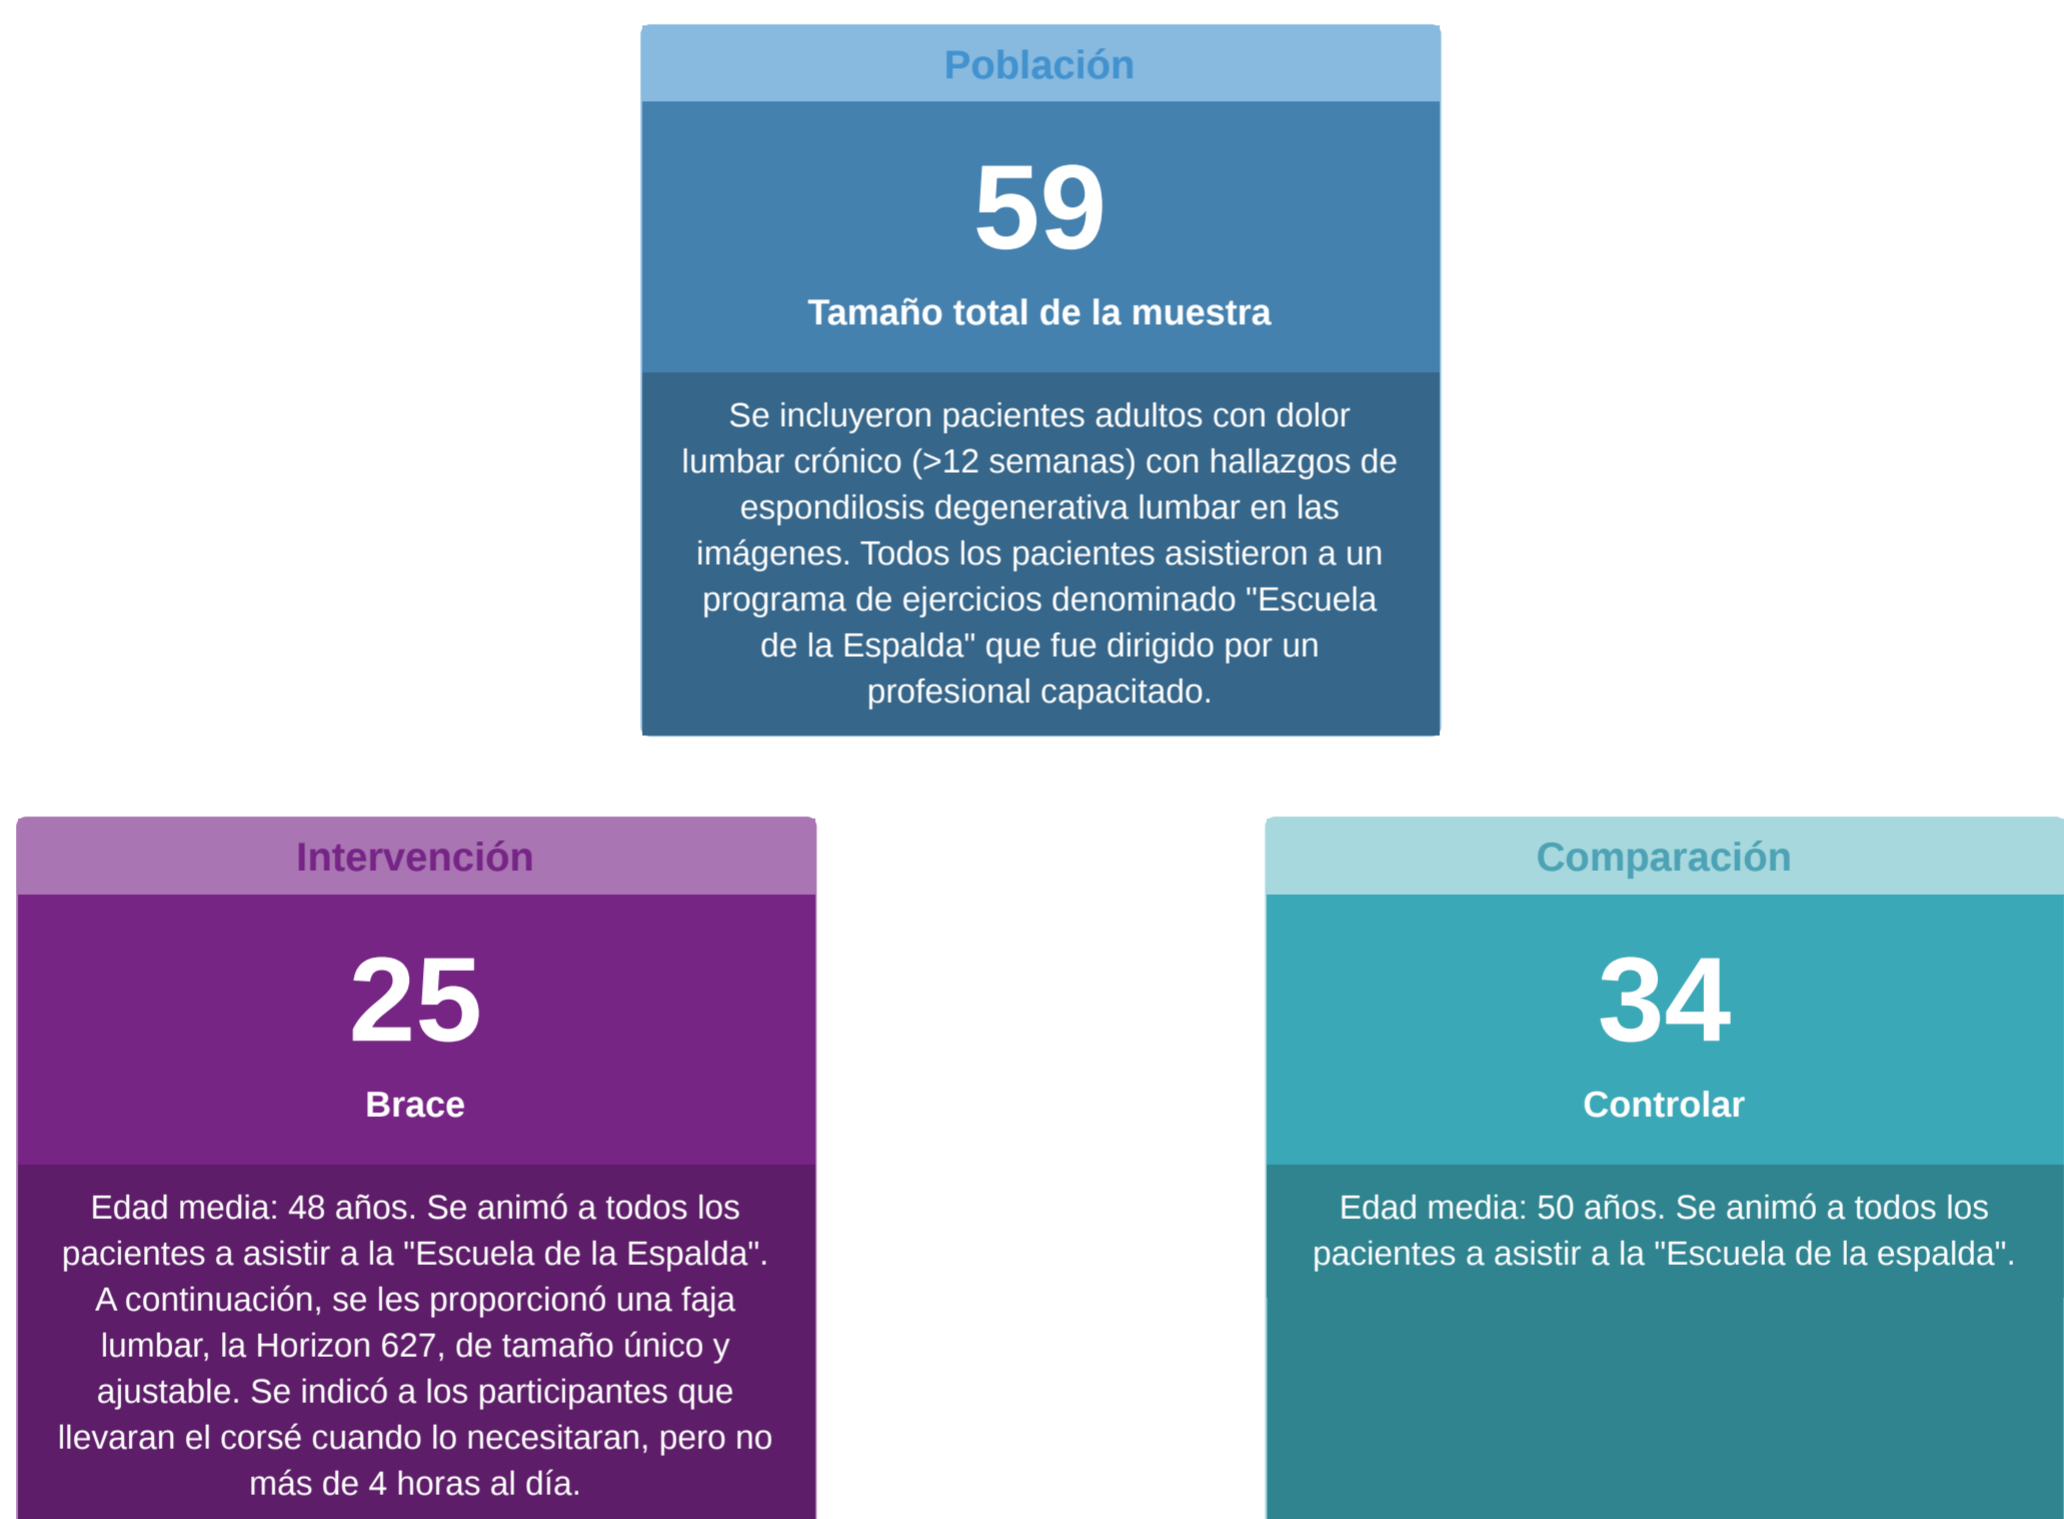 Población
59
Tamaño total de la muestra
Se incluyeron pacientes adultos con dolor
lumbar crónico (>12 semanas) con hallazgos de
espondilosis degenerativa lumbar en las
imágenes. Todos los pacientes asistieron a un
programa de ejercicios denominado "Escuela
de la Espalda" que fue dirigido por un
profesional capacitado.
Intervención
25
Brace
Edad media: 48 años. Se animó a todos los
pacientes a asistir a la "Escuela de la Espalda".
A continuación, se les proporcionó una faja
lumbar, la Horizon 627, de tamaño único y
ajustable. Se indicó a los participantes que
llevaran el corsé cuando lo necesitaran, pero no
más de 4 horas al día.
Comparación
34
Controlar
Edad media: 50 años. Se animó a todos los
pacientes a asistir a la "Escuela de la espalda".